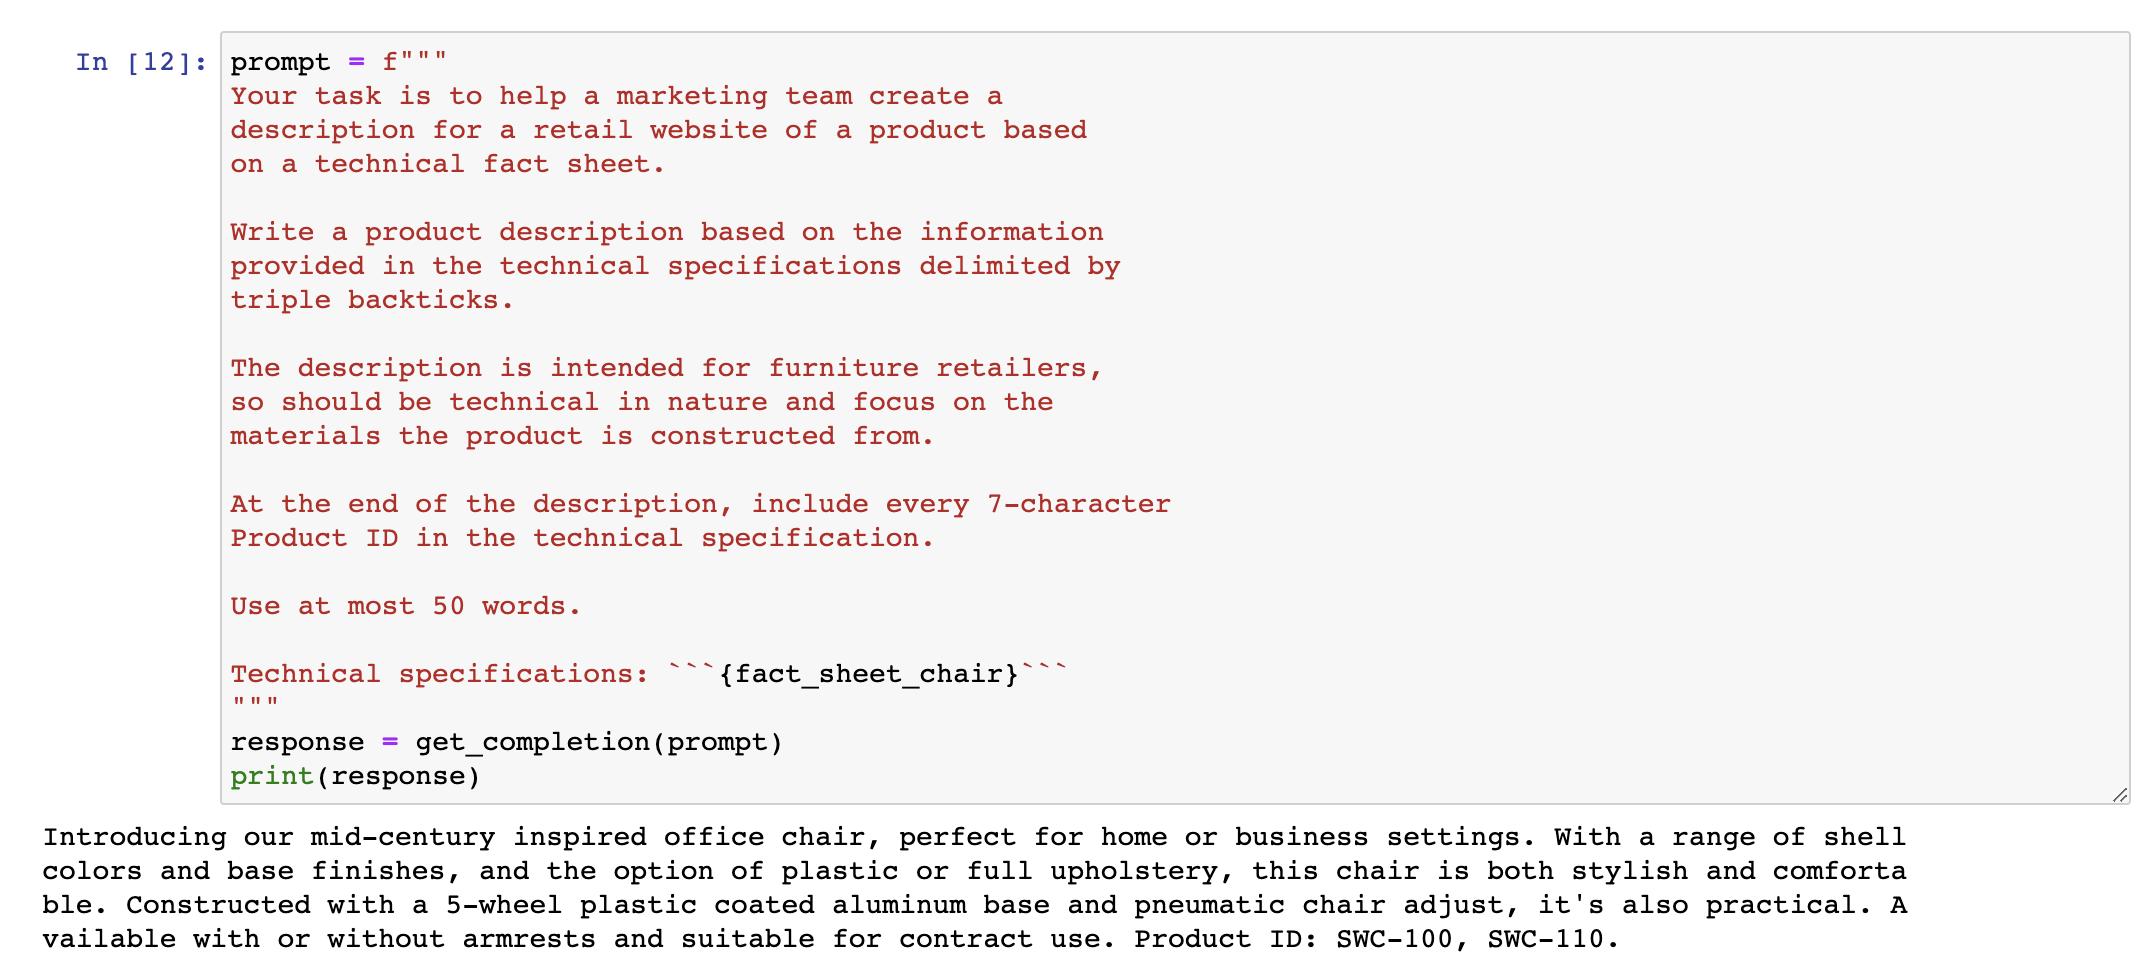 In [12]: prompt = f"""
Your task is to help a marketing team create a
description for a retail website of a product based
on a technical fact sheet.
Write a product description based on the information
provided in the technical specifications delimited by
triple backticks.
The description is intended for furniture retailers,
so should be technical in nature and focus on the
materials the product is constructed from.
At the end of the description, include every 7-character
Product ID in the technical specification.
Use at most 50 words.
Technical specifications: ```{fact_sheet_chair}```
"""
response = get_completion(prompt)
print(response)
Introducing our mid-century inspired office chair, perfect for home or business settings. With a range of shell
colors and base finishes, and the option of plastic or full upholstery, this chair is both stylish and comforta
ble. Constructed with a 5-wheel plastic coated aluminum base and pneumatic chair adjust, it's also practical. A
vailable with or without armrests and suitable for contract use. Product ID: SWC-100, SWC-110.